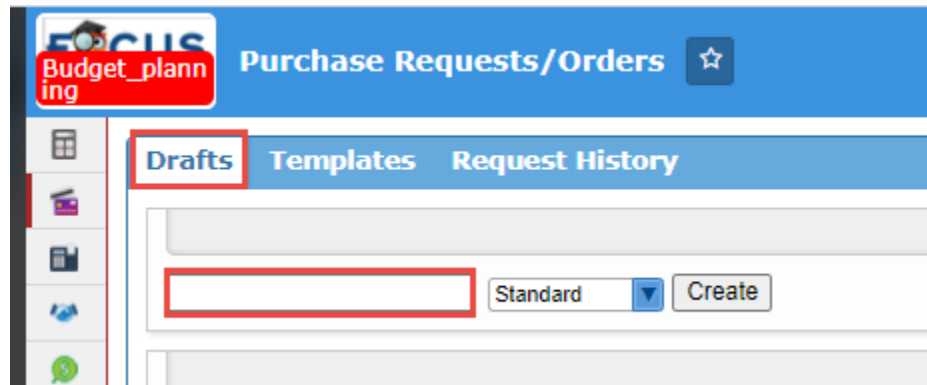 FOCUS
Budget_plann
ing
Purchase Requests/Orders
Drafts Templates Request History
Standard Create